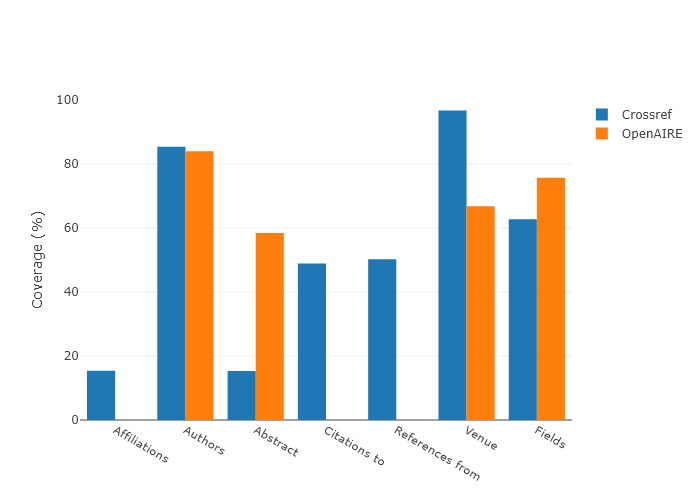 100
80
60
40
20
0
Coverage (%)
Affiliations
Authors
Abstract
Citations to
References from
Venue
Fields
Crossref
OpenAIRE